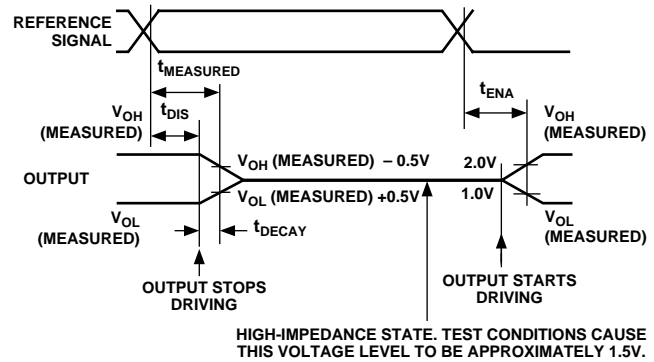 REFERENCE
SIGNAL
tMEASURED
tENA
VOH
(MEASURED)
tDIS
VOH
(MEASURED)
VOH (MEASURED) – 0.5V
2.0V
OUTPUT
VOL (MEASURED) +0.5V
1.0V
VOL
(MEASURED)
tDECAY
VOL
(MEASURED)
OUTPUT STOPS
DRIVING
OUTPUT STARTS
DRIVING
HIGH-IMPEDANCE STATE. TEST CONDITIONS CAUSE
THIS VOLTAGE LEVEL TO BE APPROXIMATELY 1.5V.